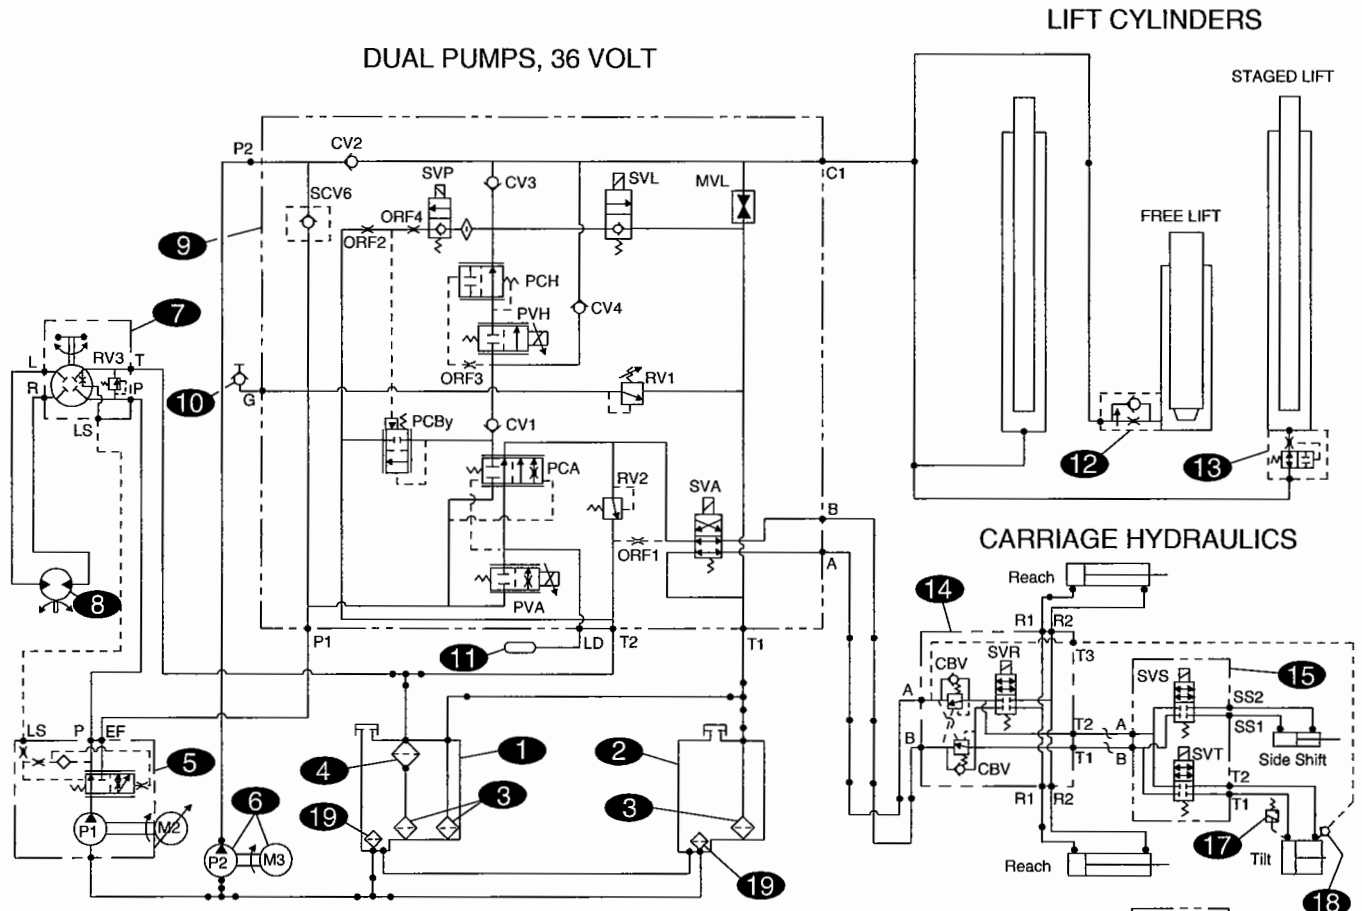 LIFT CYLINDERS
DUAL PUMPS, 36 VOLT
STAGED LIFT
P2
CV2
SCV6
SVP
CV3
SVL
MVL
C1
ORF4
ORF2
FREE LIFT
9
PCH
CV4
PVH
7
L
RV3
T
R
P
ORF3
RV1
10
G
LS
PCBy
CV1
12
13
PCA
RV2
SVA
B
ORF1
A
CARRIAGE HYDRAULICS
8
PVA
Reach
14
R1
R2
P1
11
LD
T2
T1
T3
CBV
SVR
15
SVS
A
SS2
SS1
LS
P
EF
5
4
1
2
B
T2
A
T1
B
Side Shift
SVT
CBV
T2
T1
R1
R2
3
3
19
6
P1
M2
P2
M3
17
Tilt
Reach
19
18